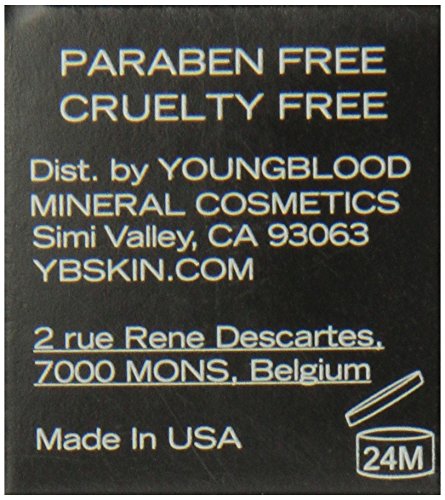 PARABEN FREE
CRUELTY FREE
Dist. by YOUNGBLOOD
MINERAL COSMETICS
Simi Valley, CA 93063
YBSKIN.COM
2 rue Rene Descartes,
7000 MONS, Belgium
Made In USA
24M